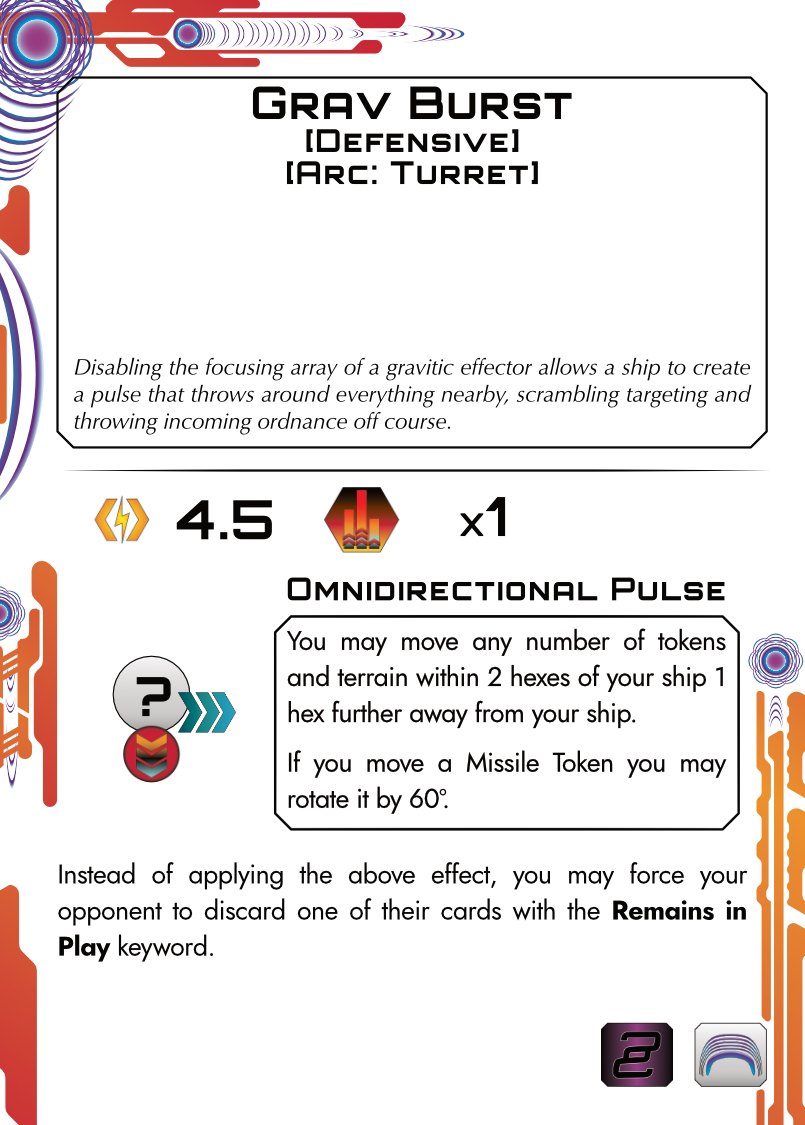 Grav Burst
[Defensive]
[Arc: Turret]
Disabling the focusing array of a gravitic effector allows a ship to create
a pulse that throws around everything nearby, scrambling targeting and
throwing incoming ordnance off course.
4.5 x1
Omnidirectional Pulse
?
You may move any number of tokens
and terrain within 2 hexes of your ship 1
hex further away from your ship.
If you move a Missile Token you may
rotate it by 60°.
Instead of applying the above effect, you may force your
opponent to discard one of their cards with the Remains in
Play keyword.
2